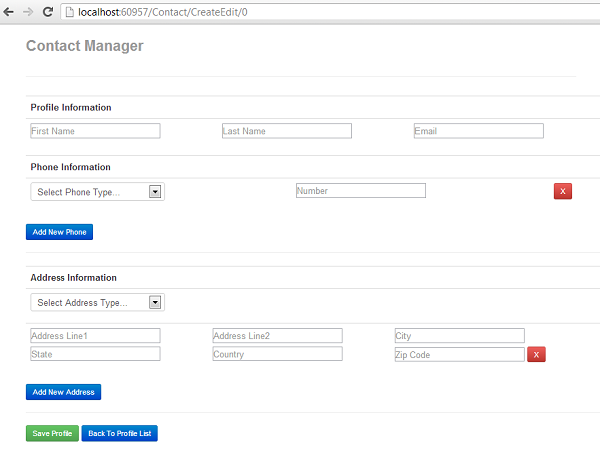 localhost:60957/Contact/CreateEdit/0
Contact Manager
Profile Information
First Name Last Name Email
Phone Information
Select Phone Type... Number X
Add New Phone
Address Information
Select Address Type...
Address Line1 Address Line2 City
State Country Zip Code X
Add New Address
Save Profile Back To Profile List